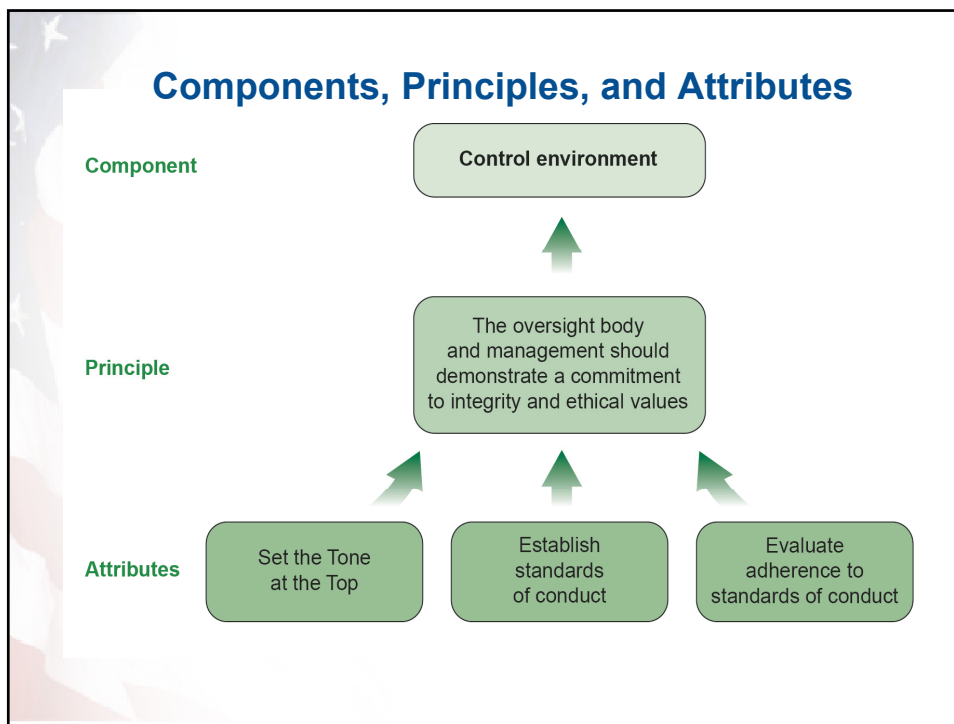 Components, Principles, and Attributes
Component
Control environment
Principle
The oversight body
and management should
demonstrate a commitment
to integrity and ethical values
Attributes
Set the Tone
at the Top
Establish
standards
of conduct
Evaluate
adherence to
standards of conduct